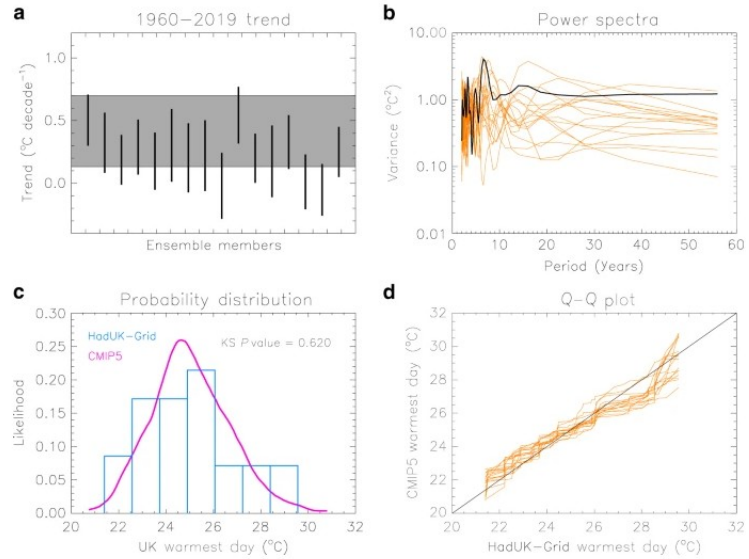 a
1960–2019 trend
Trend (°C decade⁻¹)
1.0
0.5
0.0
Ensemble members
b
Power spectra
Variance (°C²)
10.00
1.00
0.10
0.01
0 10 20 30 40 50 60
Period (Years)
c
Probability distribution
HadUK–Grid
CMIP5
KS P value = 0.620
Likelihood
0.30
0.25
0.20
0.15
0.10
0.05
0.00
20 22 24 26 28 30 32
UK warmest day (°C)
d
Q–Q plot
CMIP5 warmest day (°C)
32
30
28
26
24
22
20
20 22 24 26 28 30 32
HadUK–Grid warmest day (°C)